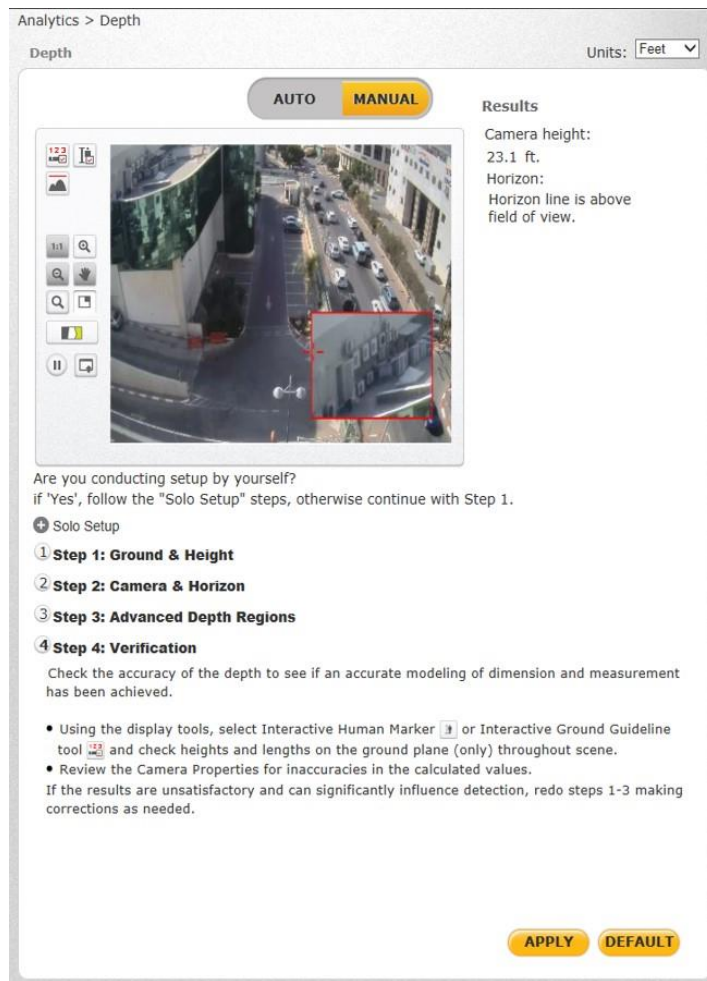 Analytics > Depth
Depth
Units: Feet
AUTO MANUAL
Results
Camera height:
23.1 ft.
Horizon:
Horizon line is above
field of view.
1 2 3
1:1
Are you conducting setup by yourself?
if 'Yes', follow the "Solo Setup" steps, otherwise continue with Step 1.
Solo Setup
1 Step 1: Ground & Height
2 Step 2: Camera & Horizon
3 Step 3: Advanced Depth Regions
4 Step 4: Verification
Check the accuracy of the depth to see if an accurate modeling of dimension and measurement
has been achieved.
• Using the display tools, select Interactive Human Marker or Interactive Ground Guideline
tool and check heights and lengths on the ground plane (only) throughout scene.
• Review the Camera Properties for inaccuracies in the calculated values.
If the results are unsatisfactory and can significantly influence detection, redo steps 1-3 making
corrections as needed.
APPLY DEFAULT